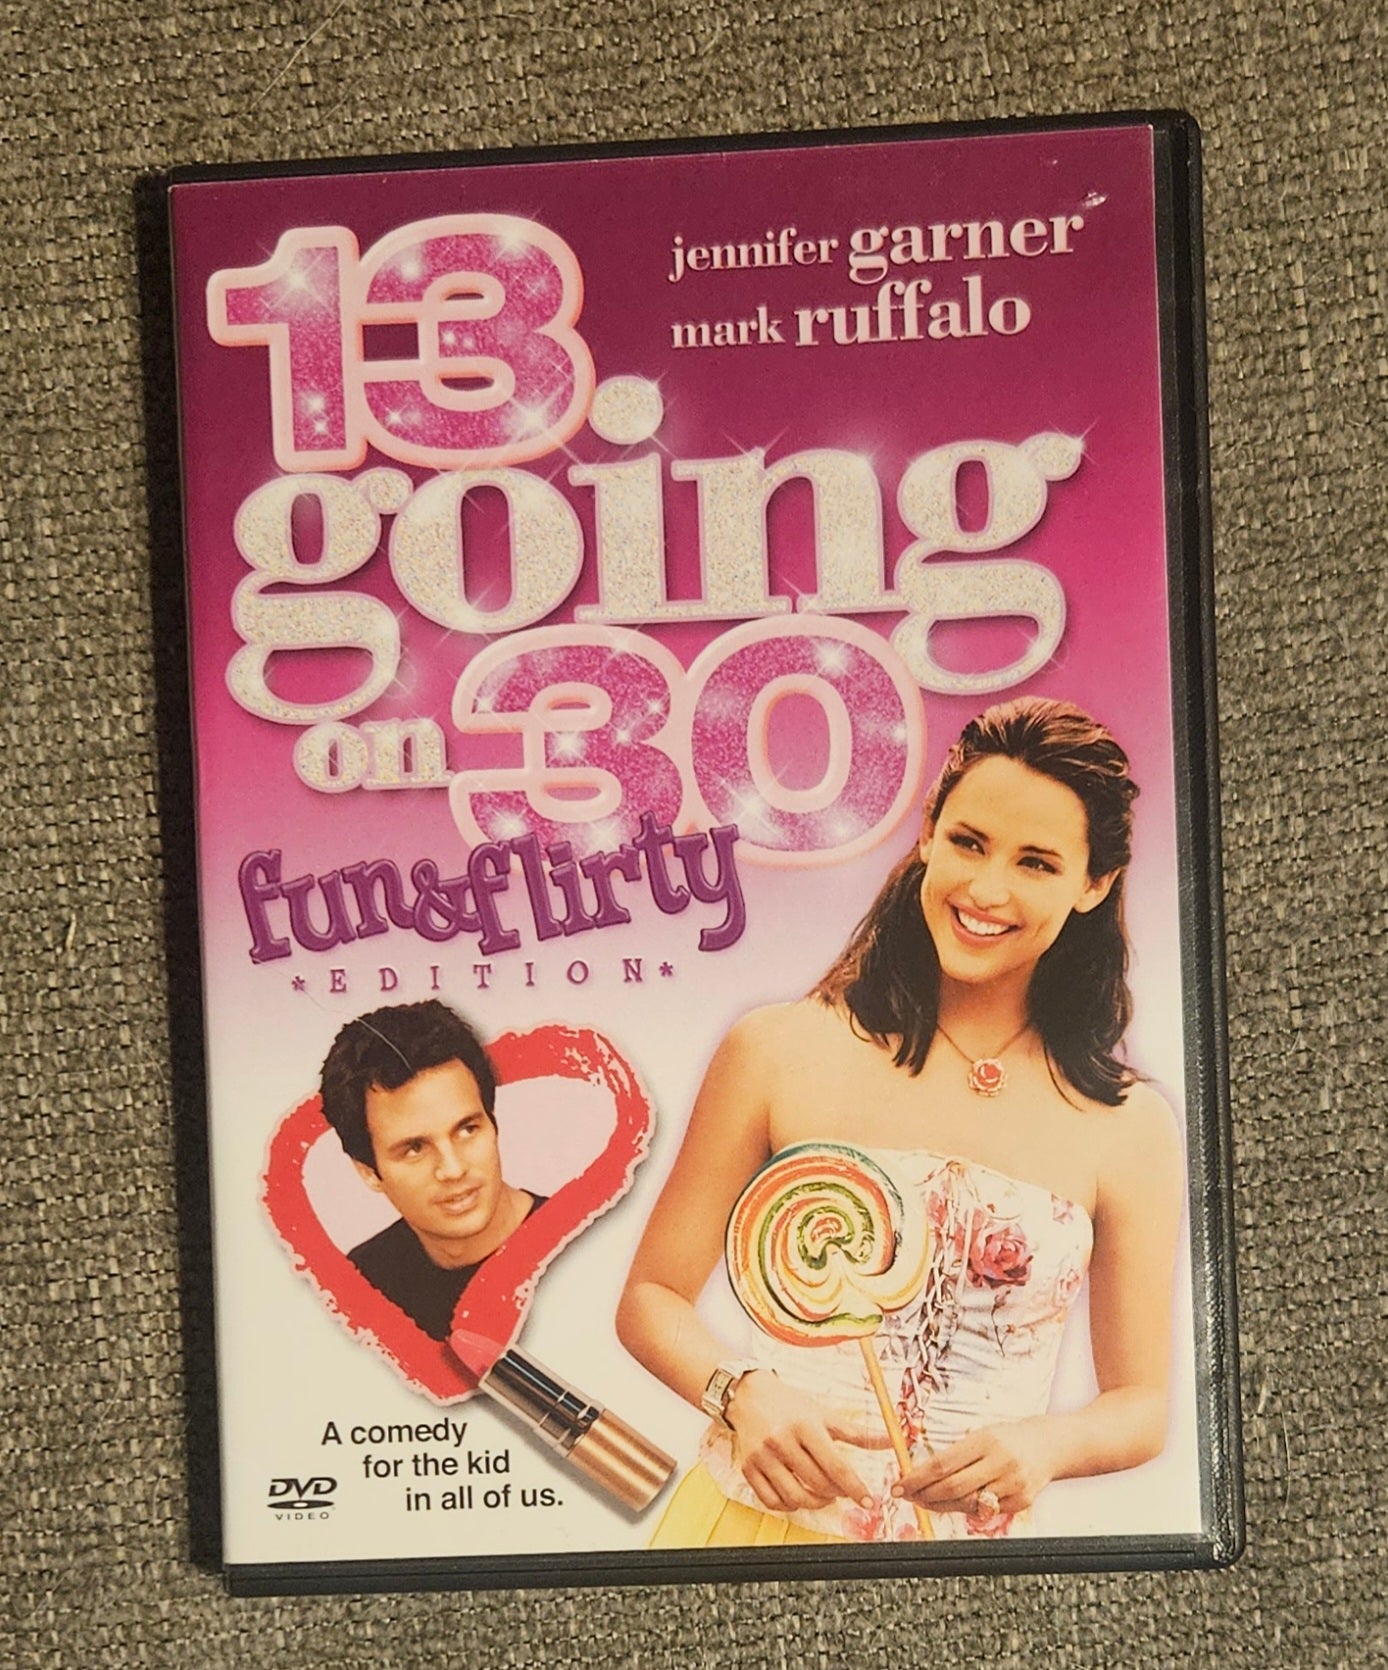 13
going
on 30
jennifer garner
mark ruffalo
fun&flirty
*EDITION*
A comedy
for the kid
in all of us.
DVD
VIDEO